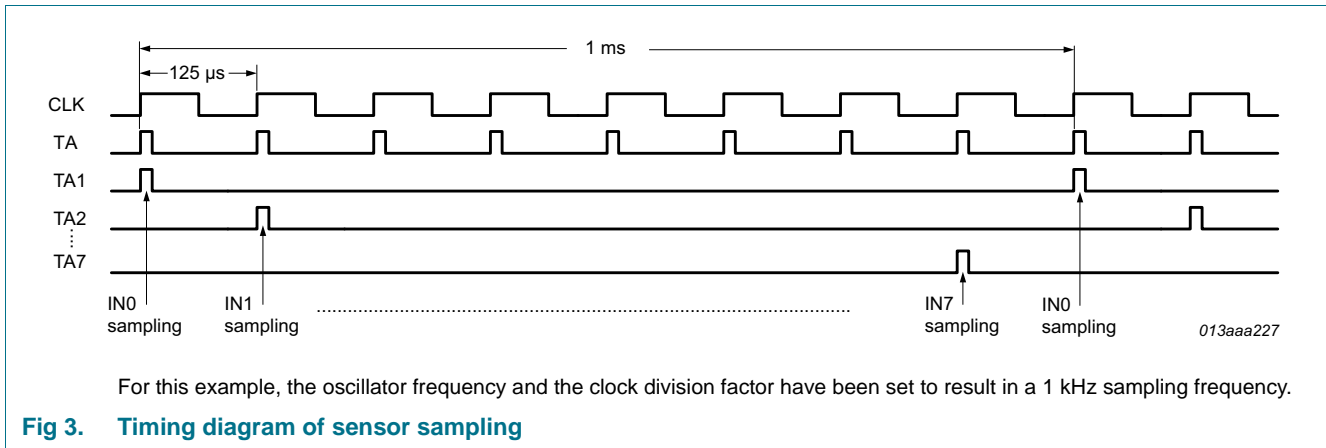 1 ms
125 μs
CLK
TA
TA1
TA2
TA7
IN0
sampling
IN1
sampling
IN7
sampling
IN0
sampling
013aaa227
For this example, the oscillator frequency and the clock division factor have been set to result in a 1 kHz sampling frequency.
Fig 3. Timing diagram of sensor sampling